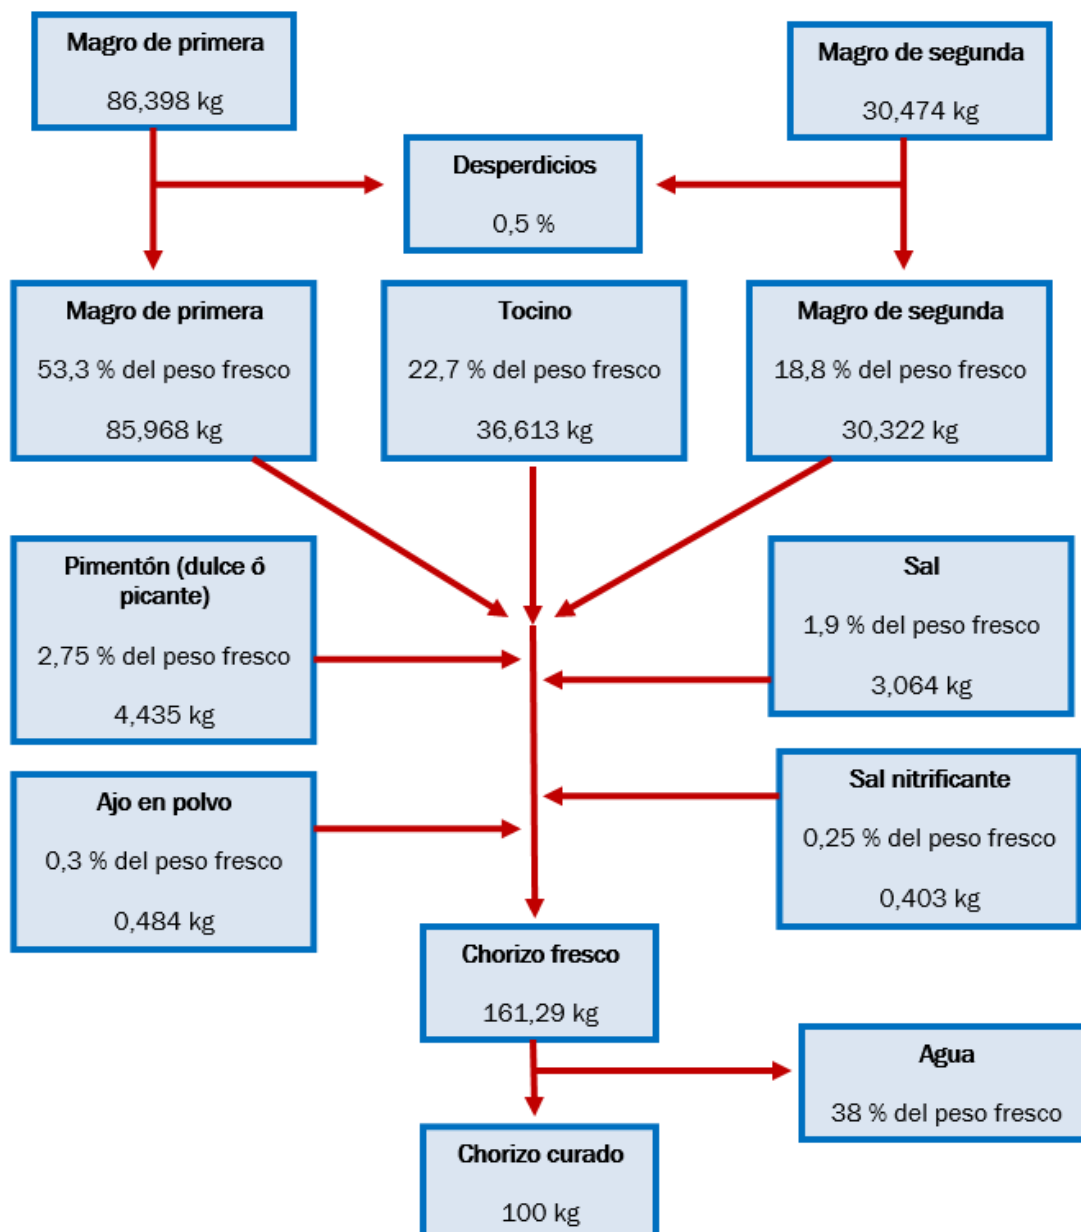 Magro de primera
86,398 kg
Magro de segunda
30,474 kg
Desperdicios
0,5 %
Magro de primera
53,3 % del peso fresco
85,968 kg
Tocino
22,7 % del peso fresco
36,613 kg
Magro de segunda
18,8 % del peso fresco
30,322 kg
Pimentón (dulce ó
picante)
2,75 % del peso fresco
4,435 kg
Sal
1,9 % del peso fresco
3,064 kg
Ajo en polvo
0,3 % del peso fresco
0,484 kg
Sal nitrificante
0,25 % del peso fresco
0,403 kg
Chorizo fresco
161,29 kg
Agua
38 % del peso fresco
Chorizo curado
100 kg